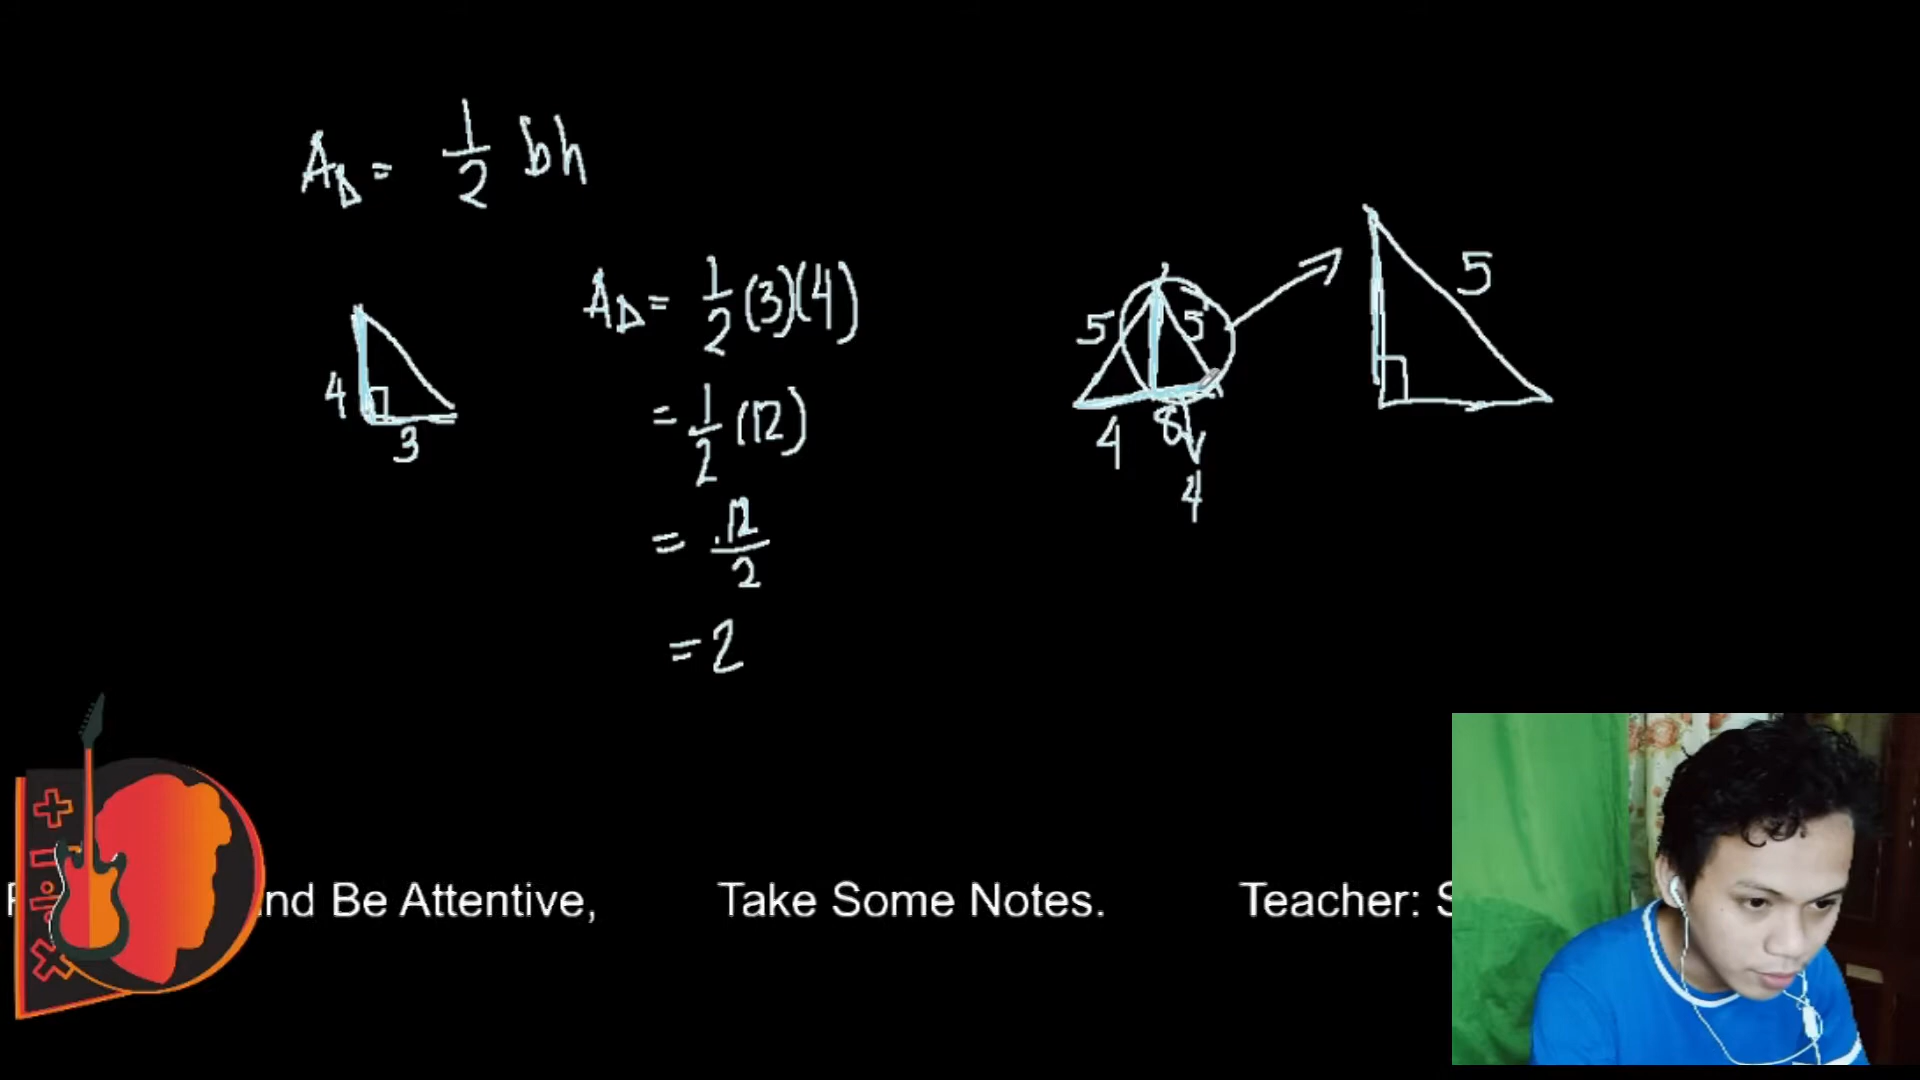 A△ = 1/2 bh
A△ = 1/2 (3)(4)
= 1/2 (12)
= 12/2
= 2
4
3
5
5
4
8
4
5
nd Be Attentive, Take Some Notes. Teacher: S